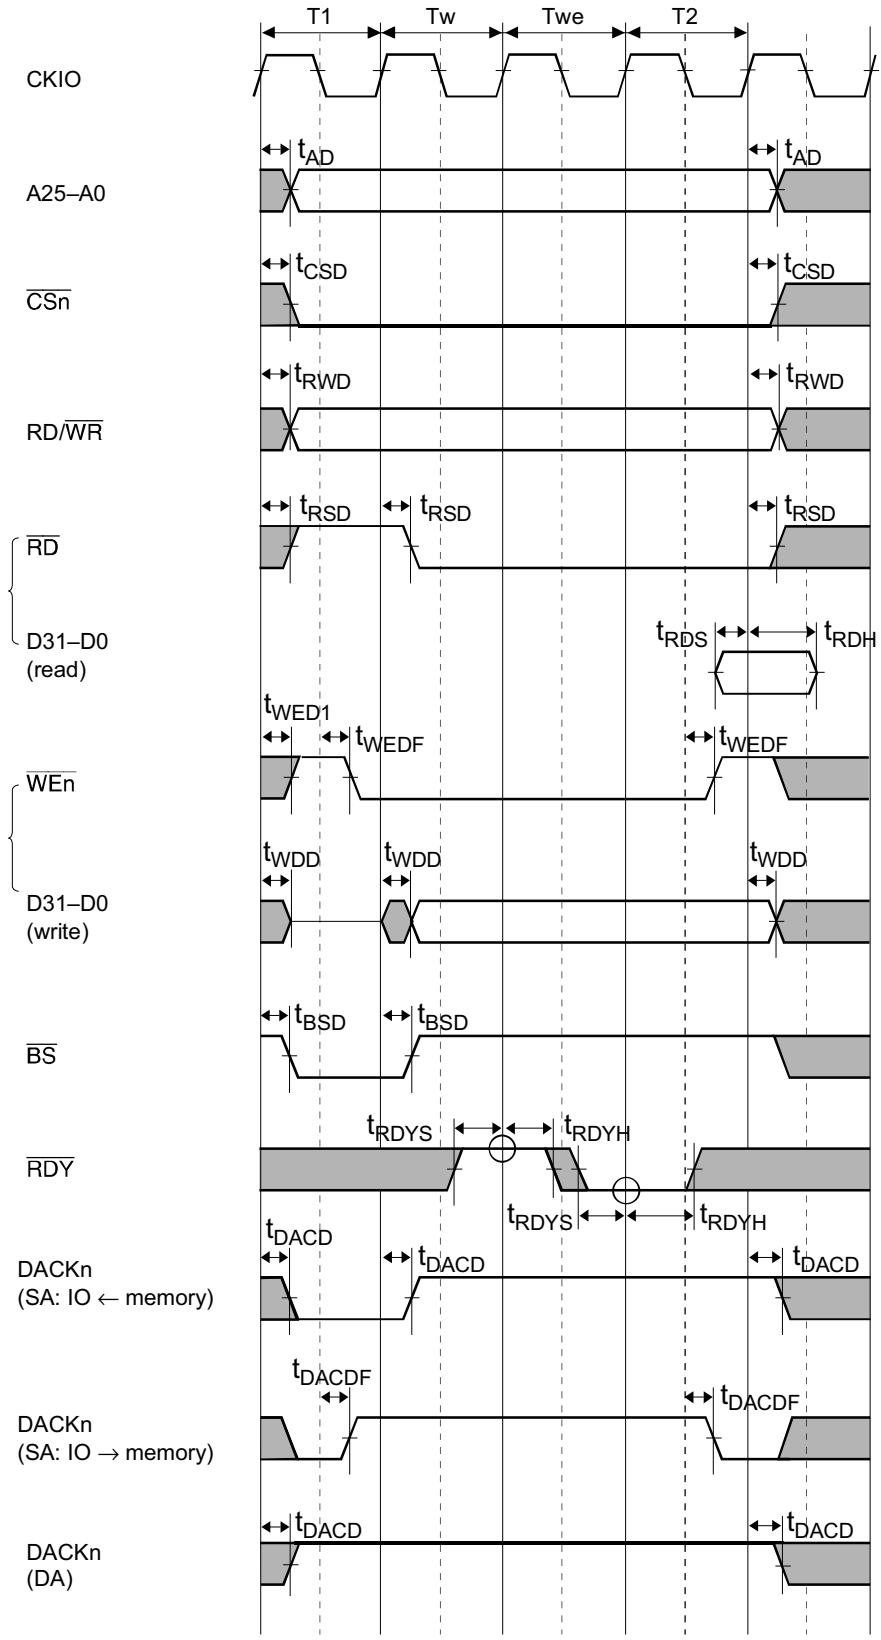 T1 Tw Twe T2
CKIO
tAD tAD
A25–A0
tCSD tCSD
CSn
tRWD tRWD
RD/WR
tRSD tRSD tRSD
RD
D31–D0
(read)
tRDS tRDH
tWED1
tWEDF tWEDF
WEn
tWDD tWDD tWDD
D31–D0
(write)
tBSD tBSD
BS
tRDYS tRDYH
RDY
tRDYS tRDYH
tDACD tDACD tDACD
DACKn
(SA: IO ← memory)
tDACDF tDACDF
DACKn
(SA: IO → memory)
tDACD tDACD
DACKn
(DA)